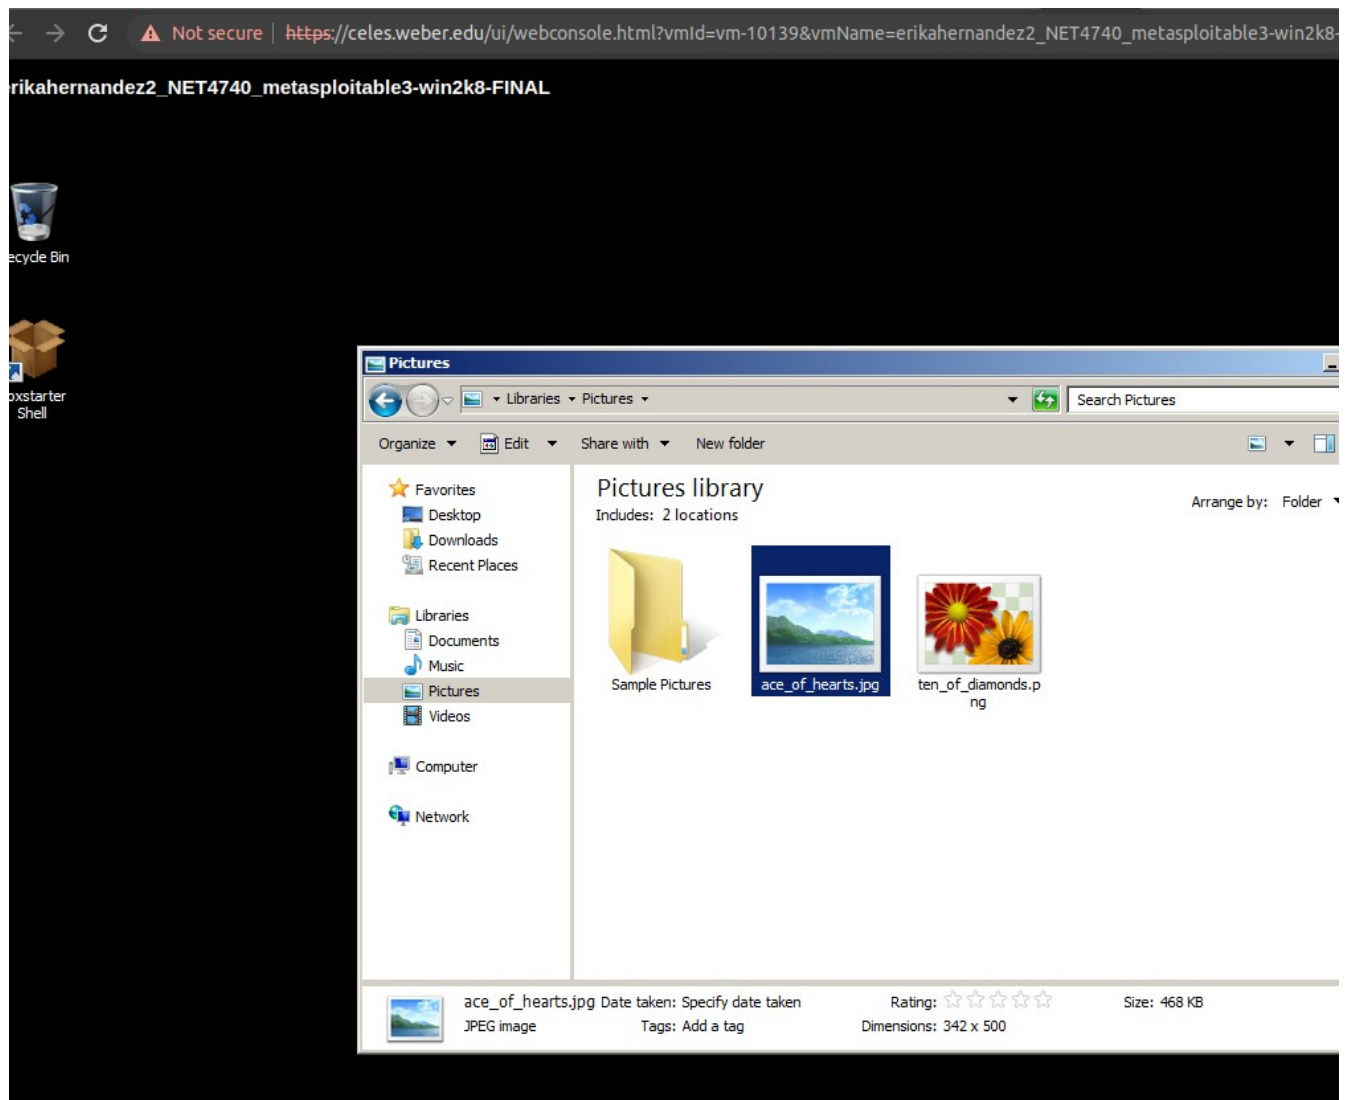 Not secure | https://celes.weber.edu/ui/webconsole.html?vmId=vm-10139&vmName=erikahernandez2_NET4740_metasploitable3-win2k8-
rikahernandez2_NET4740_metasploitable3-win2k8-FINAL
ecycle Bin
oxstarter
Shell
Pictures
Libraries Pictures
Search Pictures
Organize Edit Share with New folder
Favorites
Desktop
Downloads
Recent Places
Libraries
Documents
Music
Pictures
Videos
Computer
Network
Pictures library
Includes: 2 locations
Arrange by: Folder
Sample Pictures
ace_of_hearts.jpg
ten_of_diamonds.p
ng
ace_of_hearts.jpg Date taken: Specify date taken Rating: Size: 468 KB
JPEG image Tags: Add a tag Dimensions: 342 x 500